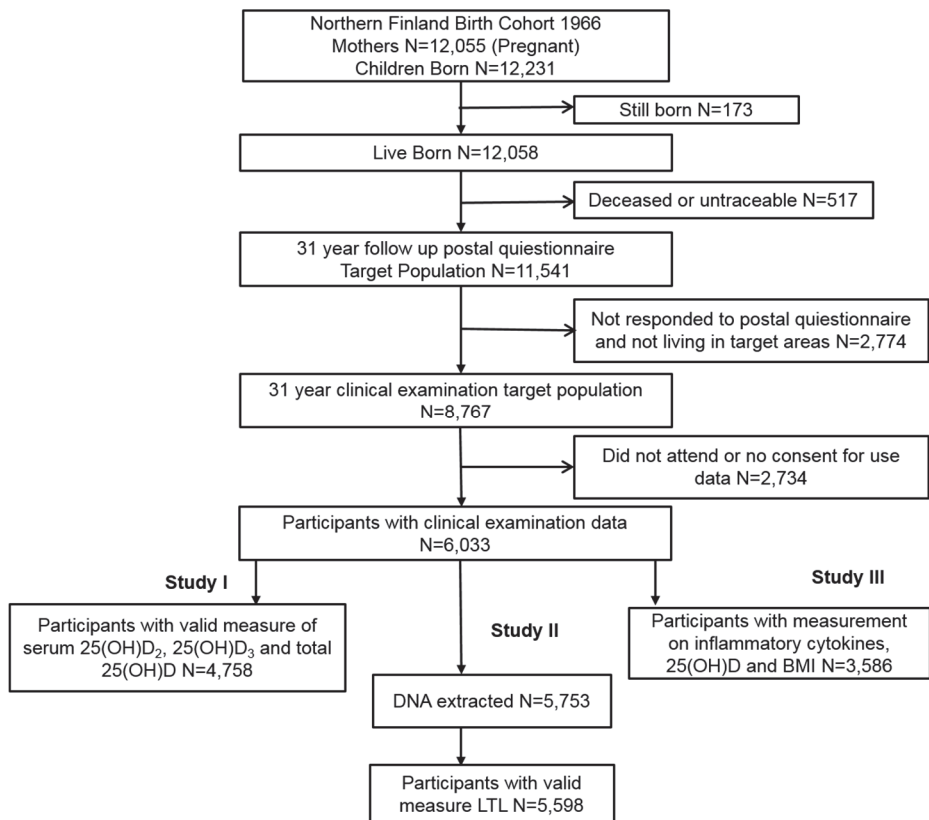 Northern Finland Birth Cohort 1966
Mothers N=12,055 (Pregnant)
Children Born N=12,231
Still born N=173
Live Born N=12,058
Deceased or untraceable N=517
31 year follow up postal quiestionnaire
Target Population N=11,541
Not responded to postal quiestionnaire
and not living in target areas N=2,774
31 year clinical examination target population
N=8,767
Did not attend or no consent for use
data N=2,734
Participants with clinical examination data
N=6,033
Study I
Participants with valid measure of
serum 25(OH)D₂, 25(OH)D₃ and total
25(OH)D N=4,758
Study II
DNA extracted N=5,753
Participants with valid
measure LTL N=5,598
Study III
Participants with measurement
on inflammatory cytokines,
25(OH)D and BMI N=3,586